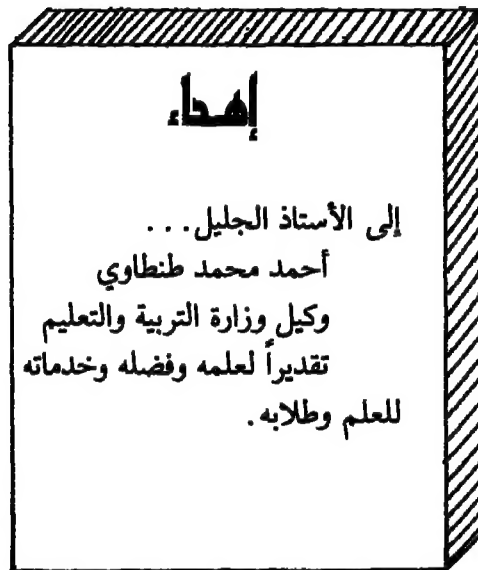 إهداء
إلى الأستاذ الجليل...
أحمد محمد طنطاوي
وكيل وزارة التربية والتعليم
تقديراً لعلمه وفضله وخدماته
للعلم وطلابه.